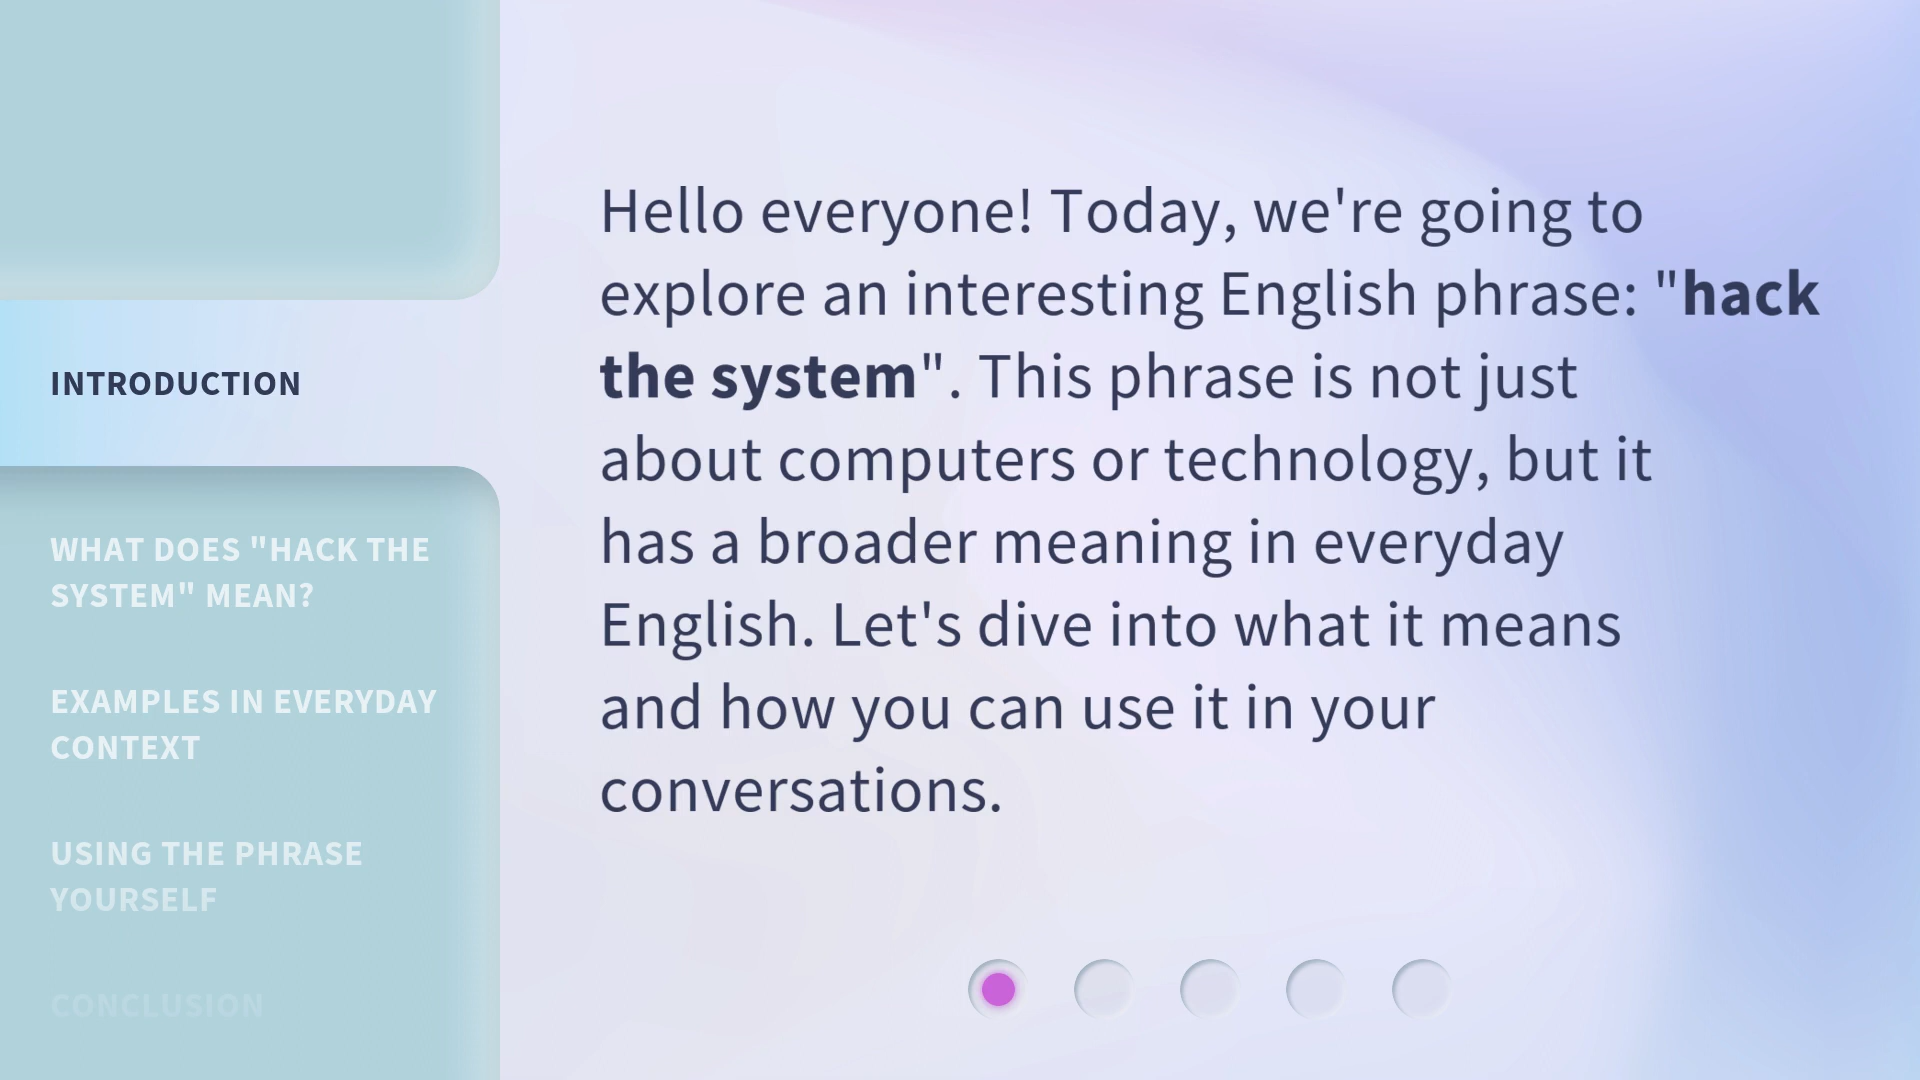 INTRODUCTION
WHAT DOES "HACK THE
SYSTEM" MEAN?
EXAMPLES IN EVERYDAY
CONTEXT
USING THE PHRASE
YOURSELF
CONCLUSION
Hello everyone! Today, we're going to
explore an interesting English phrase: "hack
the system". This phrase is not just
about computers or technology, but it
has a broader meaning in everyday
English. Let's dive into what it means
and how you can use it in your
conversations.